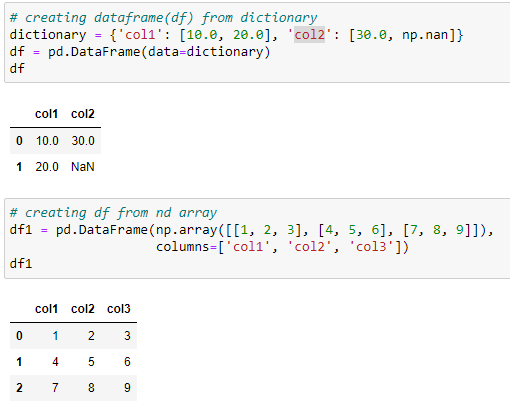 # creating dataframe(df) from dictionary
dictionary = {'col1': [10.0, 20.0], 'col2': [30.0, np.nan]}
df = pd.DataFrame(data=dictionary)
df
col1 col2
0 10.0 30.0
1 20.0 NaN
# creating df from nd array
df1 = pd.DataFrame(np.array([[1, 2, 3], [4, 5, 6], [7, 8, 9]]),
columns=['col1', 'col2', 'col3'])
df1
col1 col2 col3
0 1 2 3
1 4 5 6
2 7 8 9